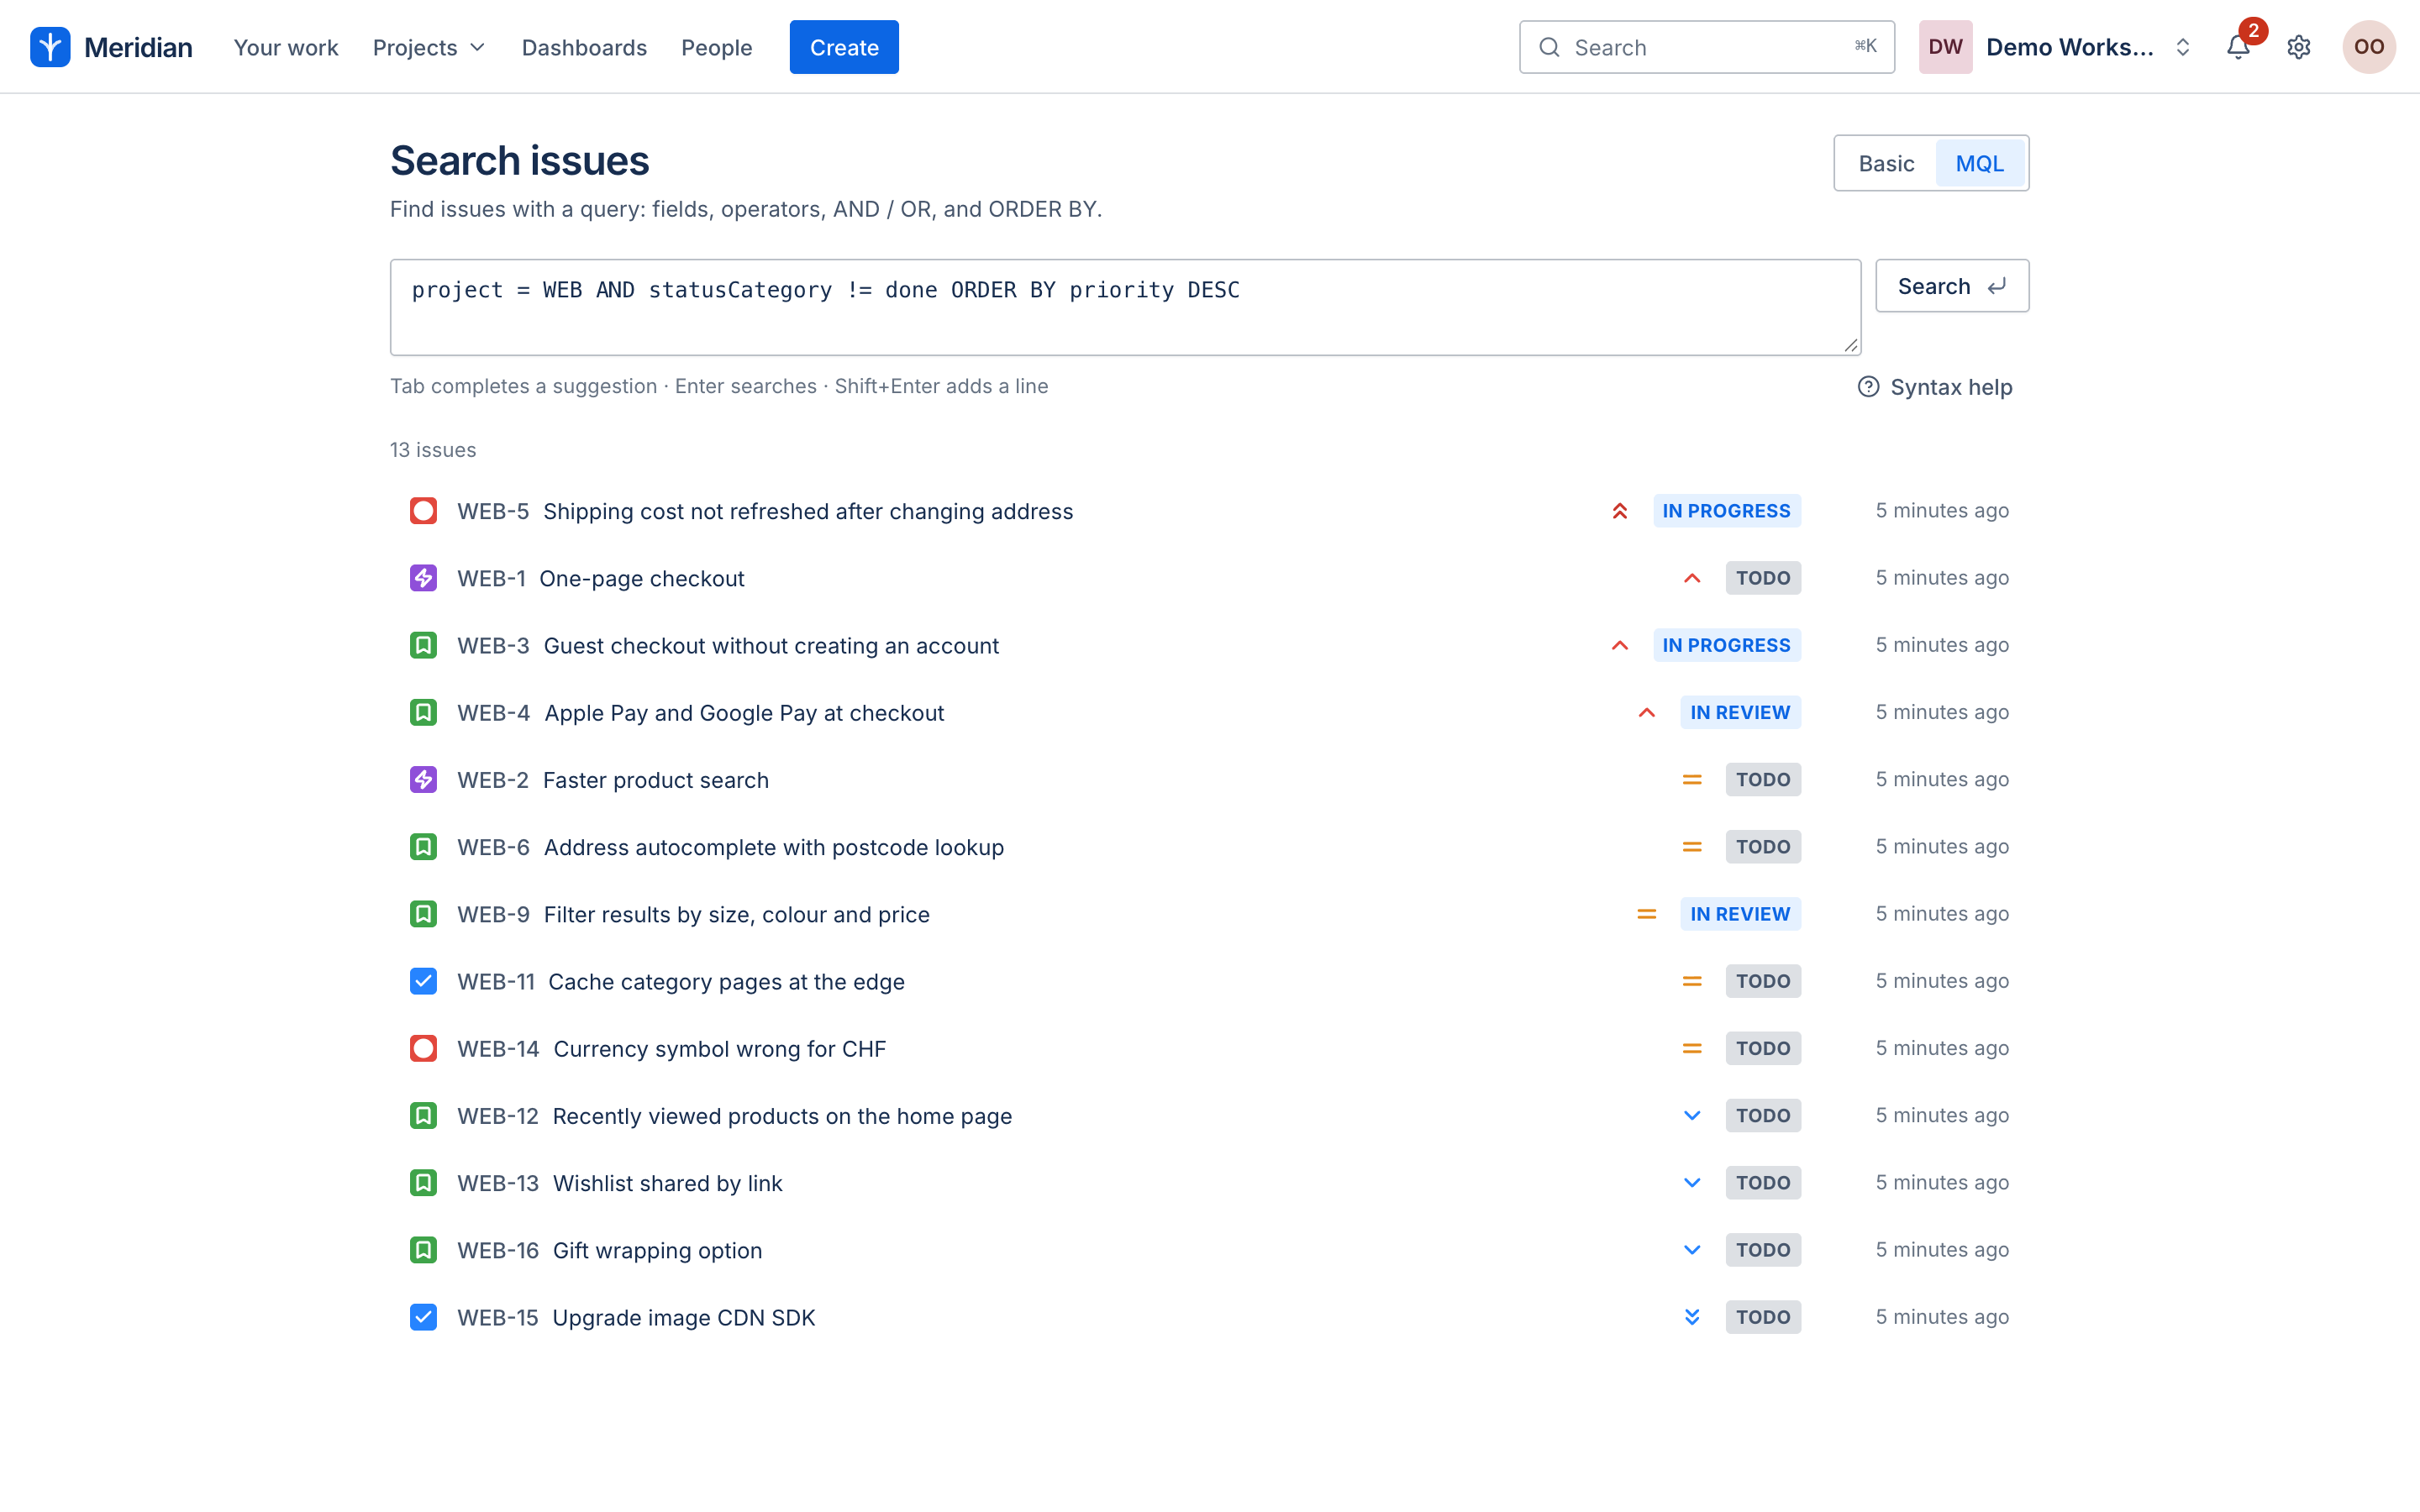 Meridian Your work Projects Dashboards People Create Search ⌘K DW Demo Works... 2 OO
Search issues
Basic MQL
Find issues with a query: fields, operators, AND / OR, and ORDER BY.
project = WEB AND statusCategory != done ORDER BY priority DESC
Search
Tab completes a suggestion · Enter searches · Shift+Enter adds a line
Syntax help
13 issues
WEB-5 Shipping cost not refreshed after changing address IN PROGRESS 5 minutes ago
WEB-1 One-page checkout TODO 5 minutes ago
WEB-3 Guest checkout without creating an account IN PROGRESS 5 minutes ago
WEB-4 Apple Pay and Google Pay at checkout IN REVIEW 5 minutes ago
WEB-2 Faster product search TODO 5 minutes ago
WEB-6 Address autocomplete with postcode lookup TODO 5 minutes ago
WEB-9 Filter results by size, colour and price IN REVIEW 5 minutes ago
WEB-11 Cache category pages at the edge TODO 5 minutes ago
WEB-14 Currency symbol wrong for CHF TODO 5 minutes ago
WEB-12 Recently viewed products on the home page TODO 5 minutes ago
WEB-13 Wishlist shared by link TODO 5 minutes ago
WEB-16 Gift wrapping option TODO 5 minutes ago
WEB-15 Upgrade image CDN SDK TODO 5 minutes ago